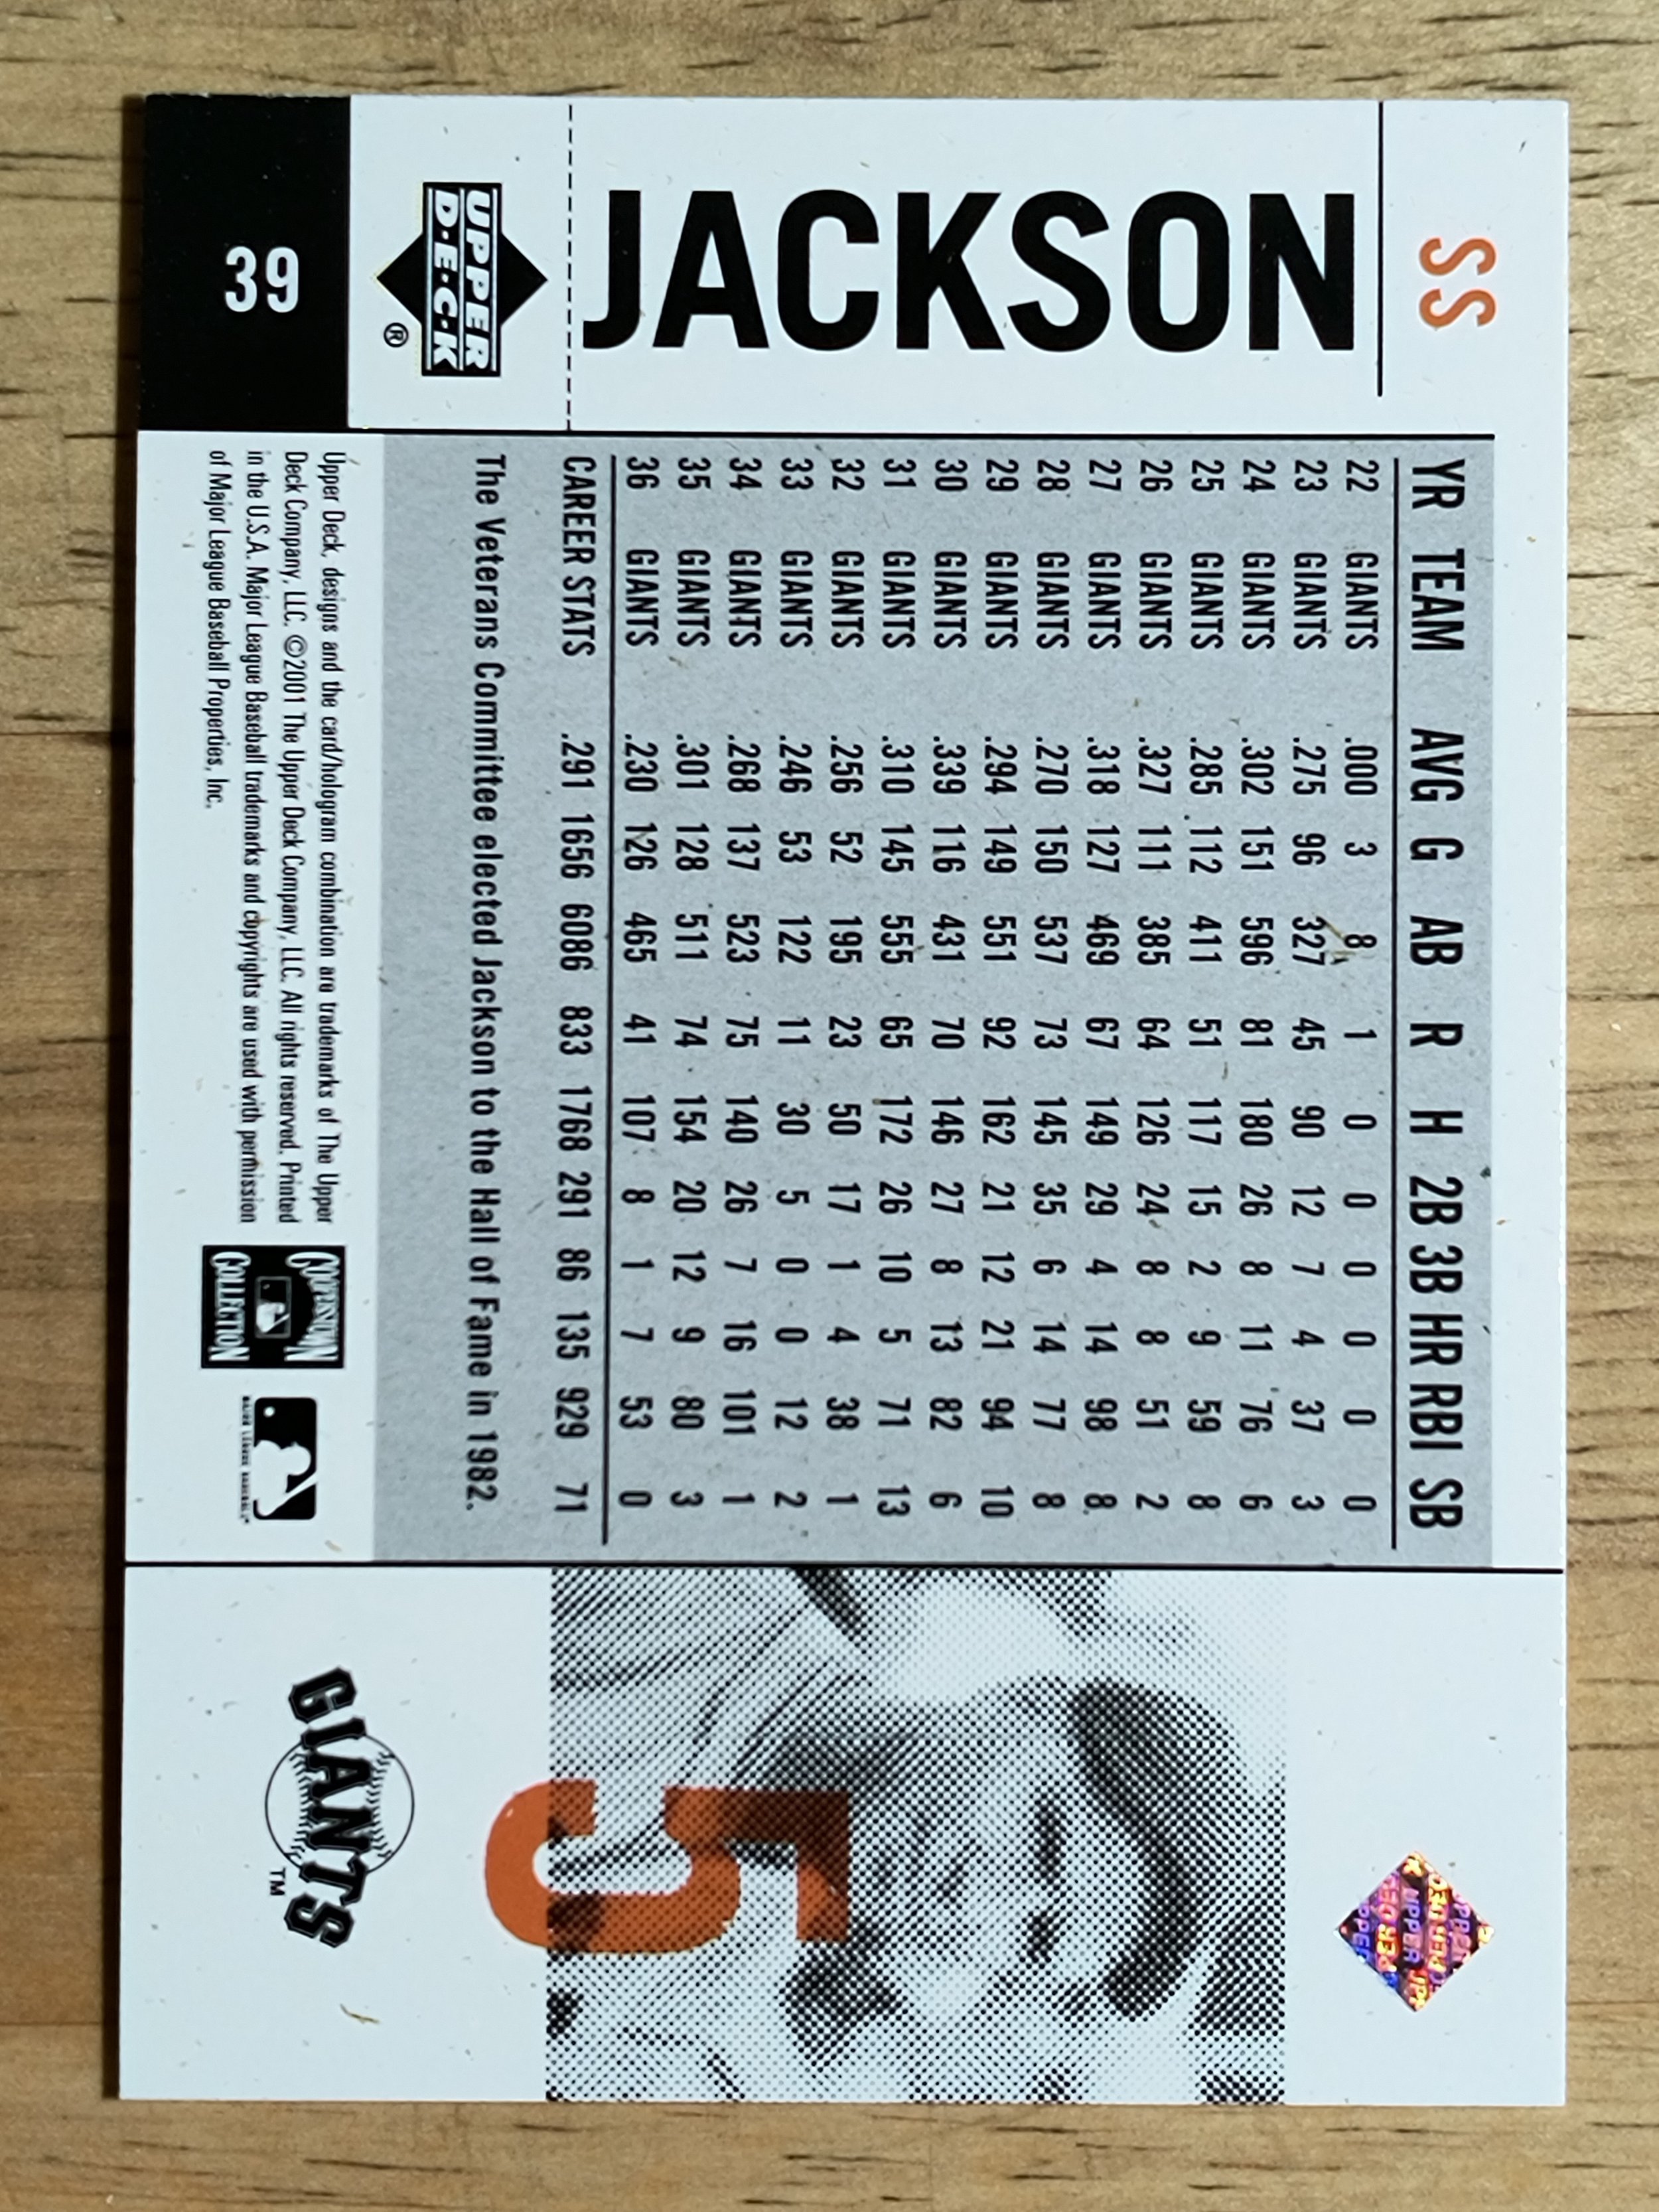 SS
JACKSON
UPPER
D·E·C·K
®
39
YR TEAM AVG G AB R H 2B 3B HR RBI SB
22 GIANTS .000 3 8 1 0 0 0 0 0 0
23 GIANTS .275 96 327 45 90 12 7 4 37 3
24 GIANTS .302 151 596 81 180 26 8 11 76 6
25 GIANTS .285 112 411 51 117 15 2 9 59 8
26 GIANTS .327 111 385 64 126 24 8 8 51 2
27 GIANTS .318 127 469 67 149 29 4 14 98 8
28 GIANTS .270 150 537 73 145 35 6 14 77 8
29 GIANTS .294 149 551 92 162 21 12 21 94 10
30 GIANTS .339 116 431 70 146 27 8 13 82 6
31 GIANTS .310 145 555 65 172 26 10 5 71 13
32 GIANTS .256 52 195 23 50 17 1 4 38 1
33 GIANTS .246 53 122 11 30 5 0 0 12 2
34 GIANTS .268 137 523 75 140 26 7 16 101 1
35 GIANTS .301 128 511 74 154 20 12 9 80 3
36 GIANTS .230 126 465 41 107 8 1 7 53 0
CAREER STATS .291 1656 6086 833 1768 291 86 135 929 71
The Veterans Committee elected Jackson to the Hall of Fame in 1982.
Upper Deck, designs and the card/hologram combination are trademarks of The Upper
Deck Company, LLC. ©2001 The Upper Deck Company, LLC. All rights reserved. Printed
in the U.S.A. Major League Baseball trademarks and copyrights are used with permission
of Major League Baseball Properties, Inc.
COOPERSTOWN
COLLECTION
MAJOR LEAGUE BASEBALL
5
GIANTS
TM
UPPER